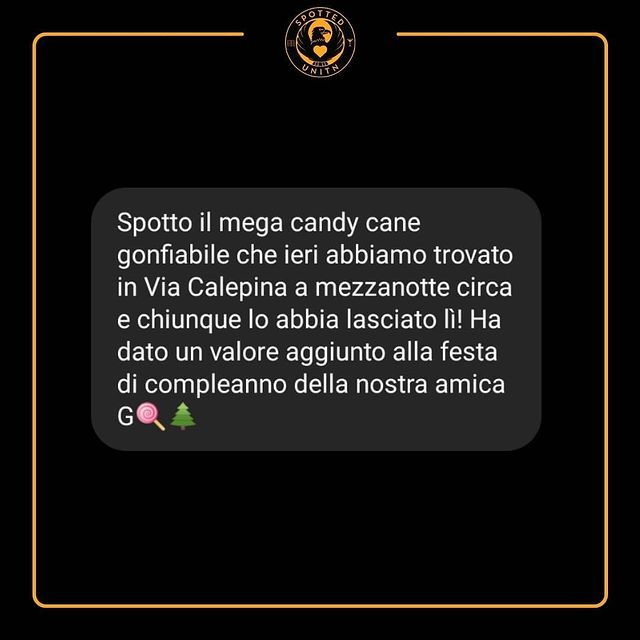 SPOTTED
UNITN
Spotto il mega candy cane
gonfiabile che ieri abbiamo trovato
in Via Calepina a mezzanotte circa
e chiunque lo abbia lasciato lì! Ha
dato un valore aggiunto alla festa
di compleanno della nostra amica
G🍭🌲